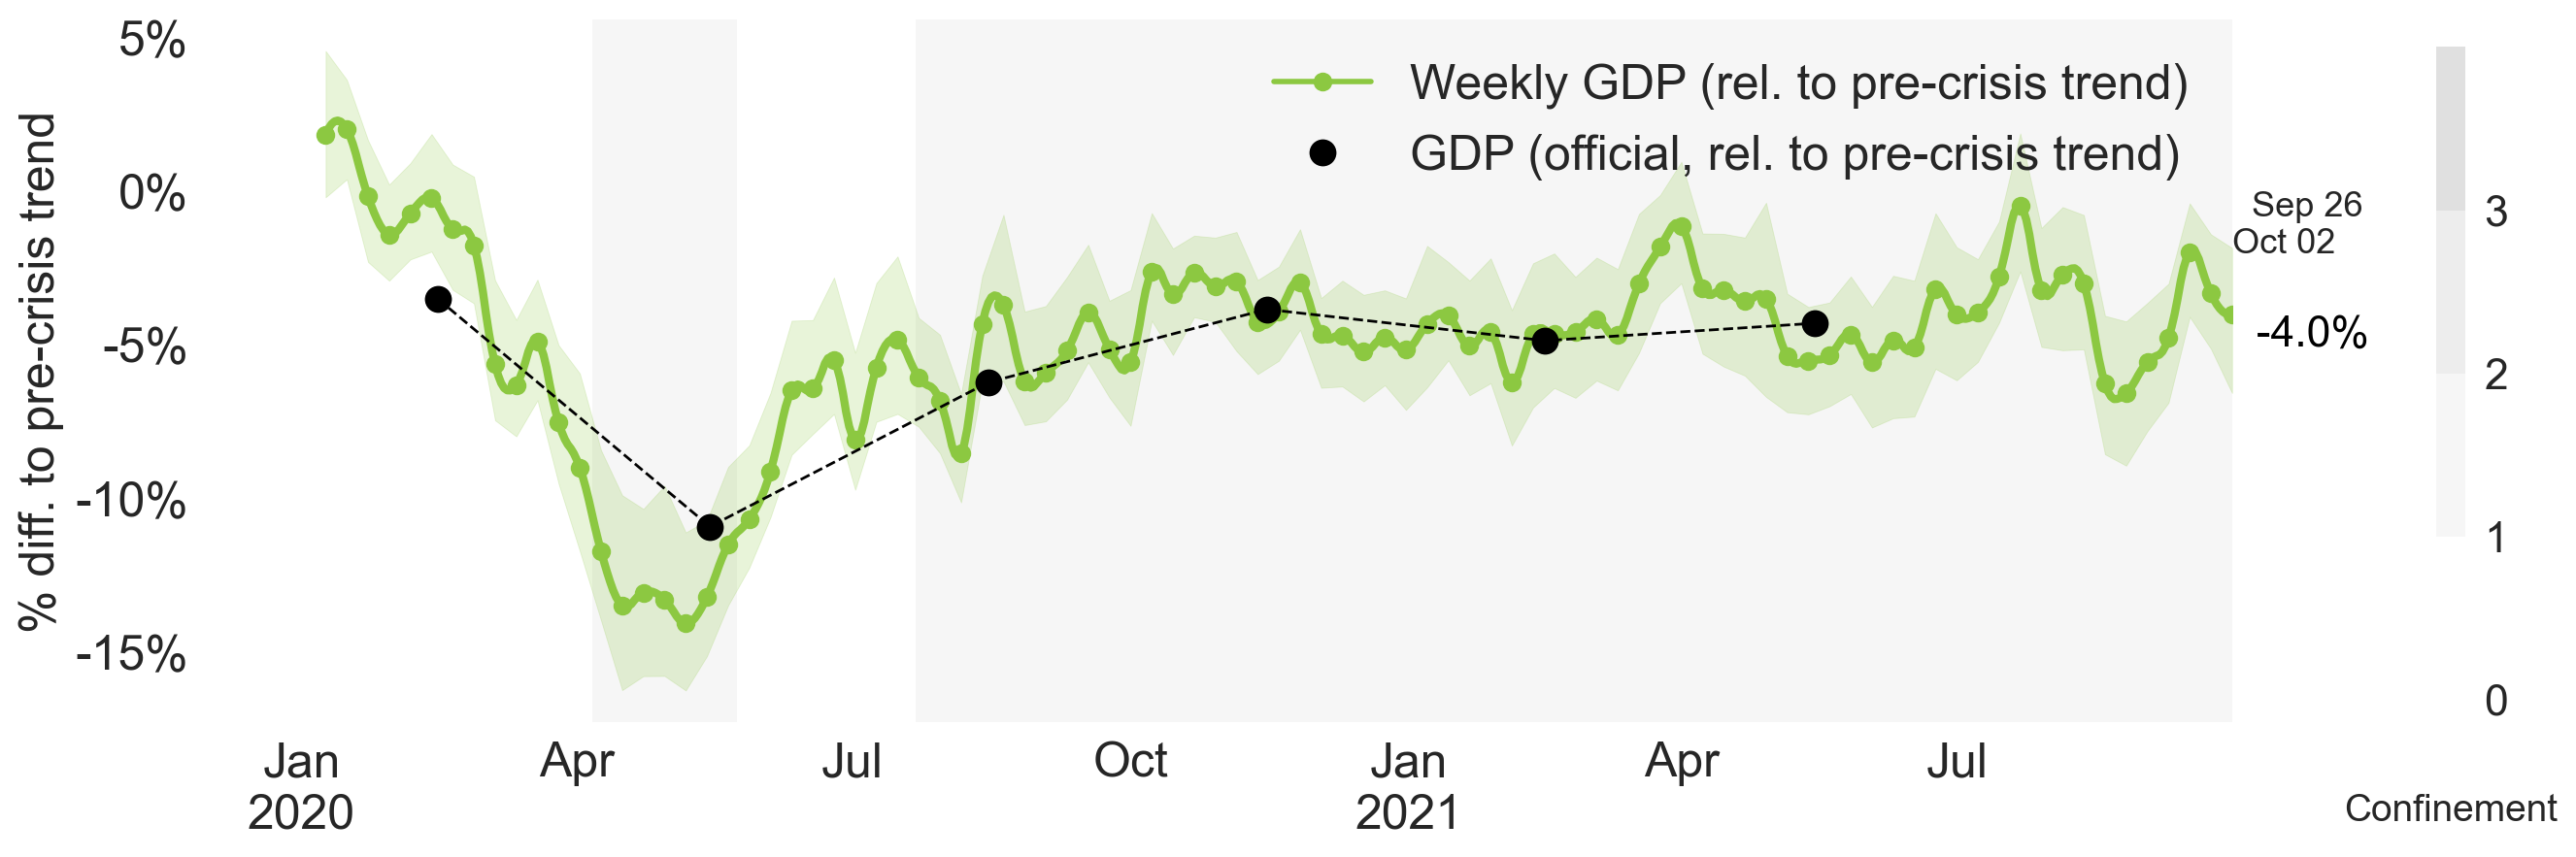 % diff. to pre-crisis trend
5%
0%
-5%
-10%
-15%
Weekly GDP (rel. to pre-crisis trend)
GDP (official, rel. to pre-crisis trend)
Sep 26
Oct 02
-4.0%
3
2
1
0
Confinement
Jan Apr Jul Oct Jan Apr Jul
2020 2021